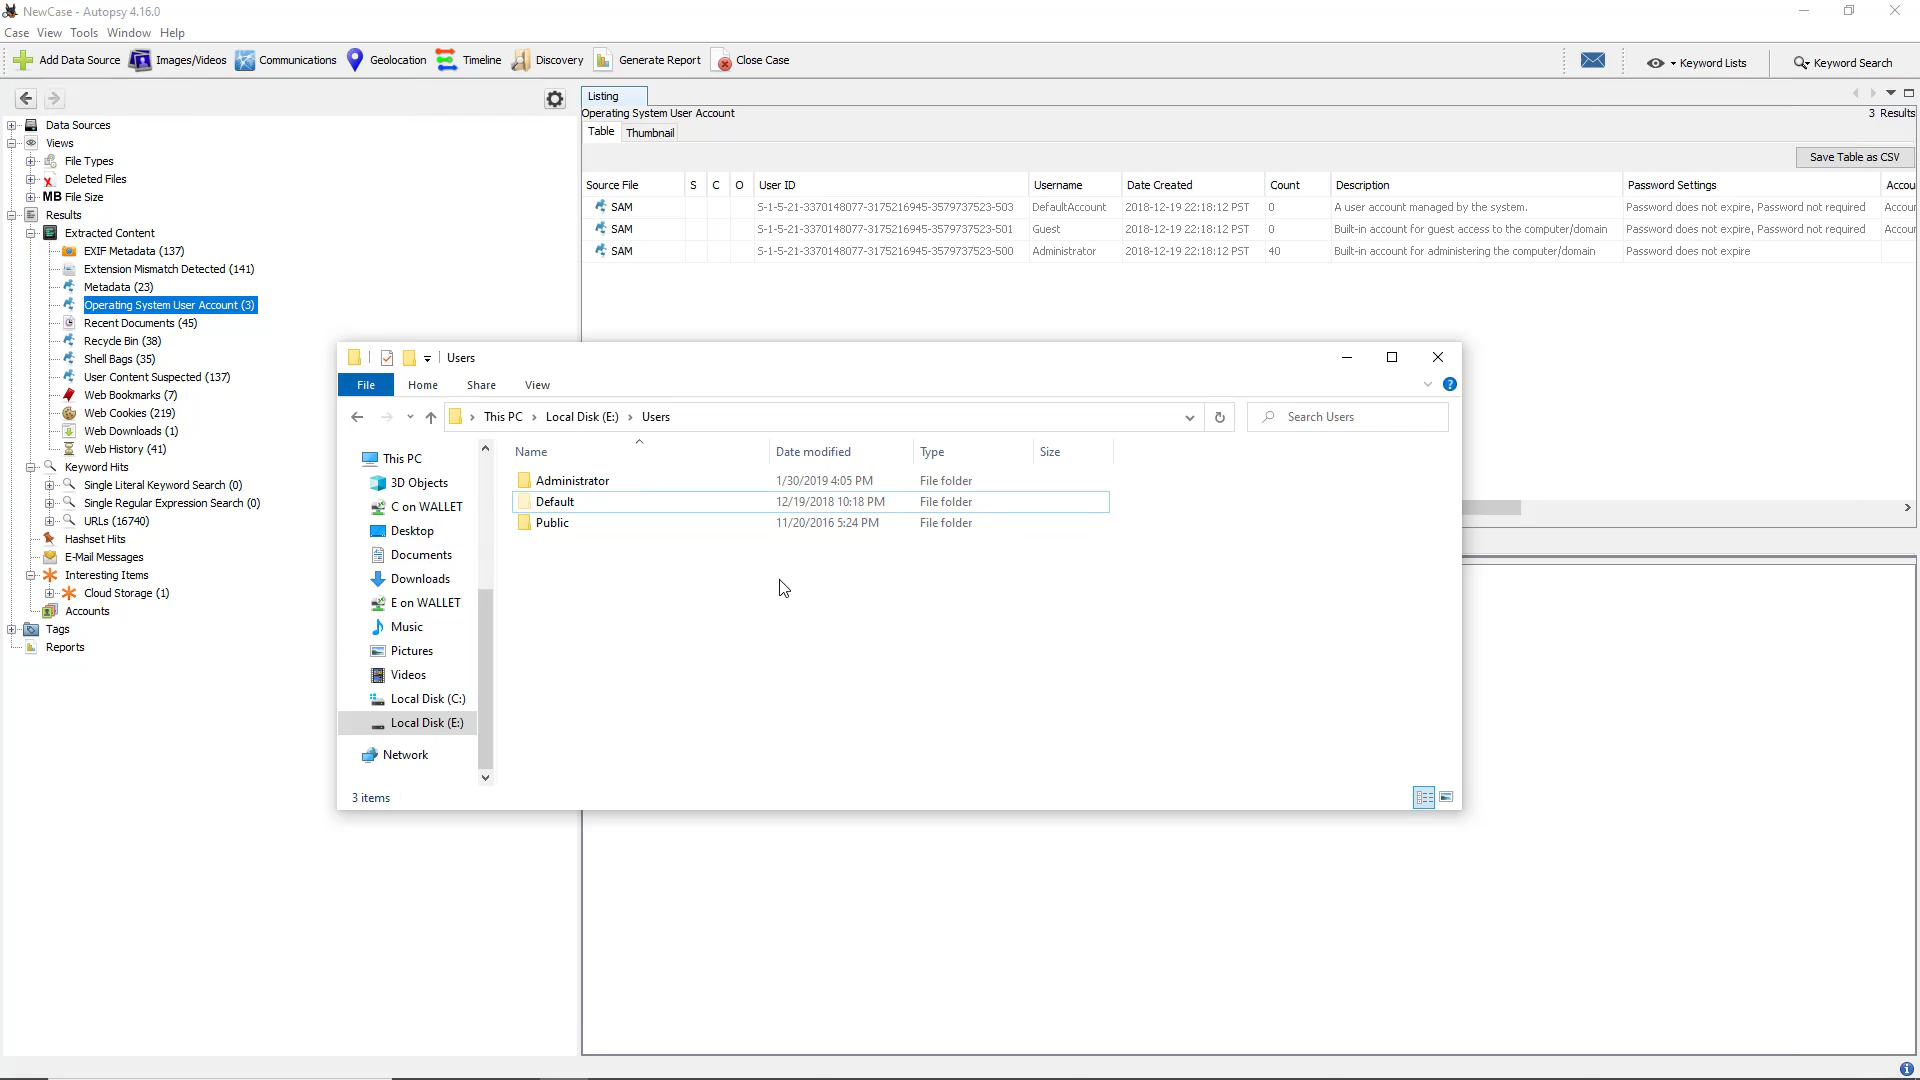 NewCase - Autopsy 4.16.0
Case View Tools Window Help
Add Data Source Images/Videos Communications Geolocation Timeline Discovery Generate Report Close Case Keyword Lists Keyword Search
Data Sources
Views
File Types
Deleted Files
MB File Size
Results
Extracted Content
EXIF Metadata (137)
Extension Mismatch Detected (141)
Metadata (23)
Operating System User Account (3)
Recent Documents (45)
Recycle Bin (38)
Shell Bags (35)
User Content Suspected (137)
Web Bookmarks (7)
Web Cookies (219)
Web Downloads (1)
Web History (41)
Keyword Hits
Single Literal Keyword Search (0)
Single Regular Expression Search (0)
URLs (16740)
Hashset Hits
E-Mail Messages
Interesting Items
Cloud Storage (1)
Accounts
Tags
Reports
Listing
Operating System User Account 3 Results
Table Thumbnail
Save Table as CSV
Source File S C O User ID Username Date Created Count Description Password Settings Accou
SAM S-1-5-21-3370148077-3175216945-3579737523-503 DefaultAccount 2018-12-19 22:18:12 PST 0 A user account managed by the system. Password does not expire, Password not required Accour
SAM S-1-5-21-3370148077-3175216945-3579737523-501 Guest 2018-12-19 22:18:12 PST 0 Built-in account for guest access to the computer/domain Password does not expire, Password not required Accour
SAM S-1-5-21-3370148077-3175216945-3579737523-500 Administrator 2018-12-19 22:18:12 PST 40 Built-in account for administering the computer/domain Password does not expire
Users
File Home Share View
This PC > Local Disk (E:) > Users
Search Users
This PC
3D Objects
C on WALLET
Desktop
Documents
Downloads
E on WALLET
Music
Pictures
Videos
Local Disk (C:)
Local Disk (E:)
Network
Name Date modified Type Size
Administrator 1/30/2019 4:05 PM File folder
Default 12/19/2018 10:18 PM File folder
Public 11/20/2016 5:24 PM File folder
3 items